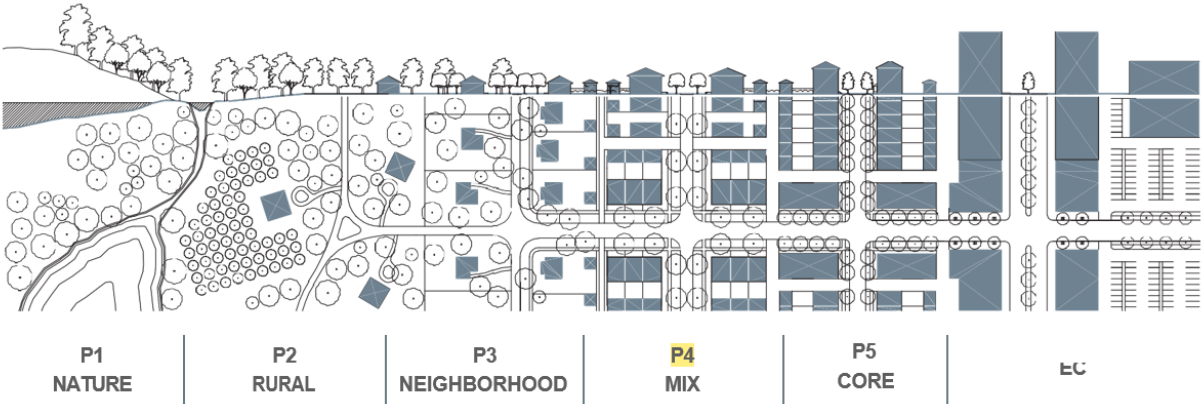 P1
NATURE
P2
RURAL
P3
NEIGHBORHOOD
P4
MIX
P5
CORE
EC